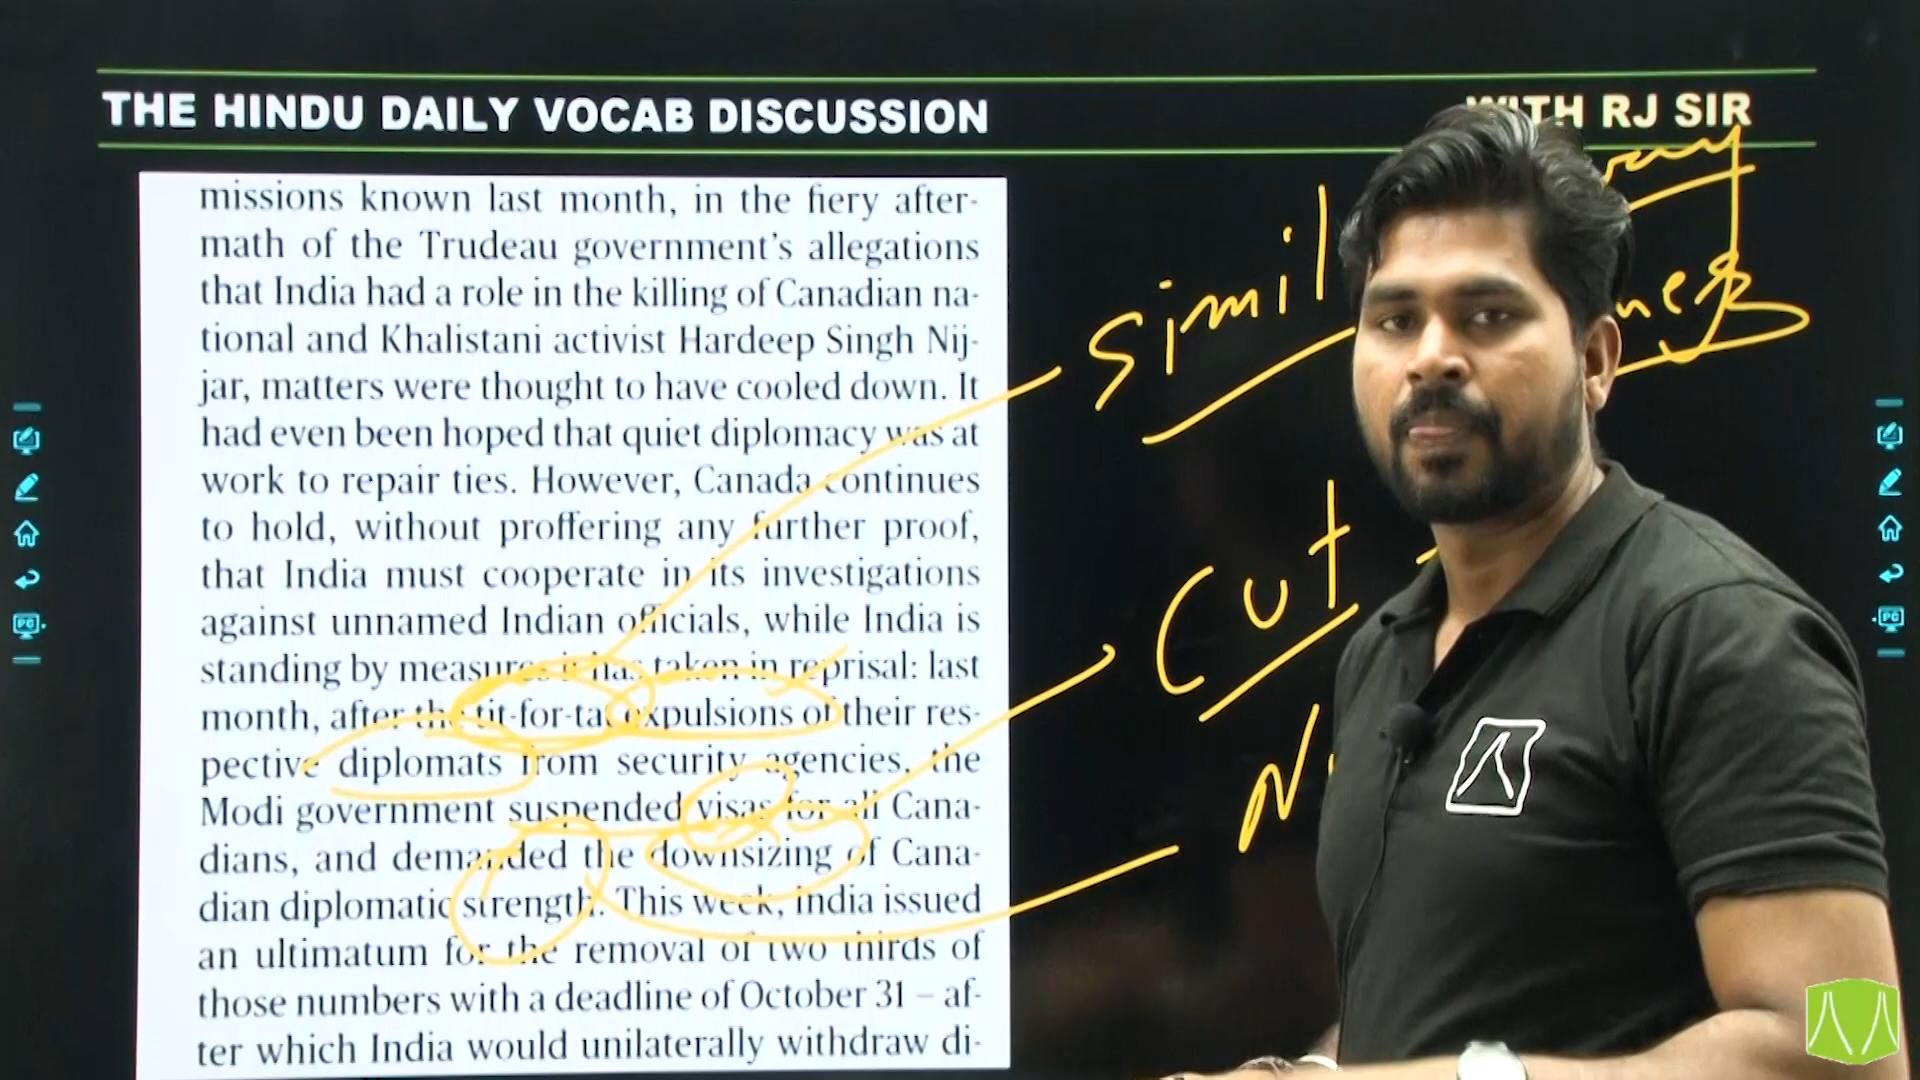 THE HINDU DAILY VOCAB DISCUSSION
WITH RJ SIR
missions known last month, in the fiery after-
math of the Trudeau government's allegations
that India had a role in the killing of Canadian na-
tional and Khalistani activist Hardeep Singh Nij-
jar, matters were thought to have cooled down. It
had even been hoped that quiet diplomacy was at
work to repair ties. However, Canada continues
to hold, without proffering any further proof,
that India must cooperate in its investigations
against unnamed Indian officials, while India is
standing by measures it has taken in reprisal: last
month, after the tit-for-tat expulsions of their res-
pective diplomats from security agencies, the
Modi government suspended visas for all Cana-
dians, and demanded the downsizing of Cana-
dian diplomatic strength. This week, India issued
an ultimatum for the removal of two thirds of
those numbers with a deadline of October 31 – af-
ter which India would unilaterally withdraw di-
simil
Cut
PC
PC